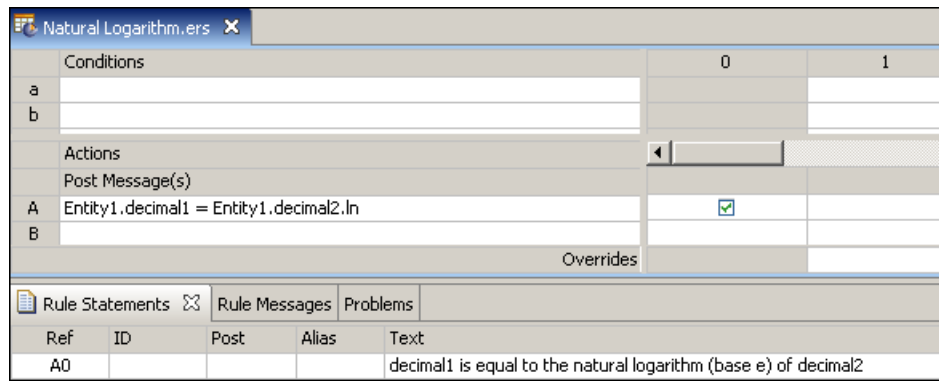 Natural Logarithm.ers
Conditions 0 1
a
b
Actions
Post Message(s)
A Entity1.decimal1 = Entity1.decimal2.ln
B
Overrides
Rule Statements Rule Messages Problems
Ref ID Post Alias Text
A0 decimal1 is equal to the natural logarithm (base e) of decimal2